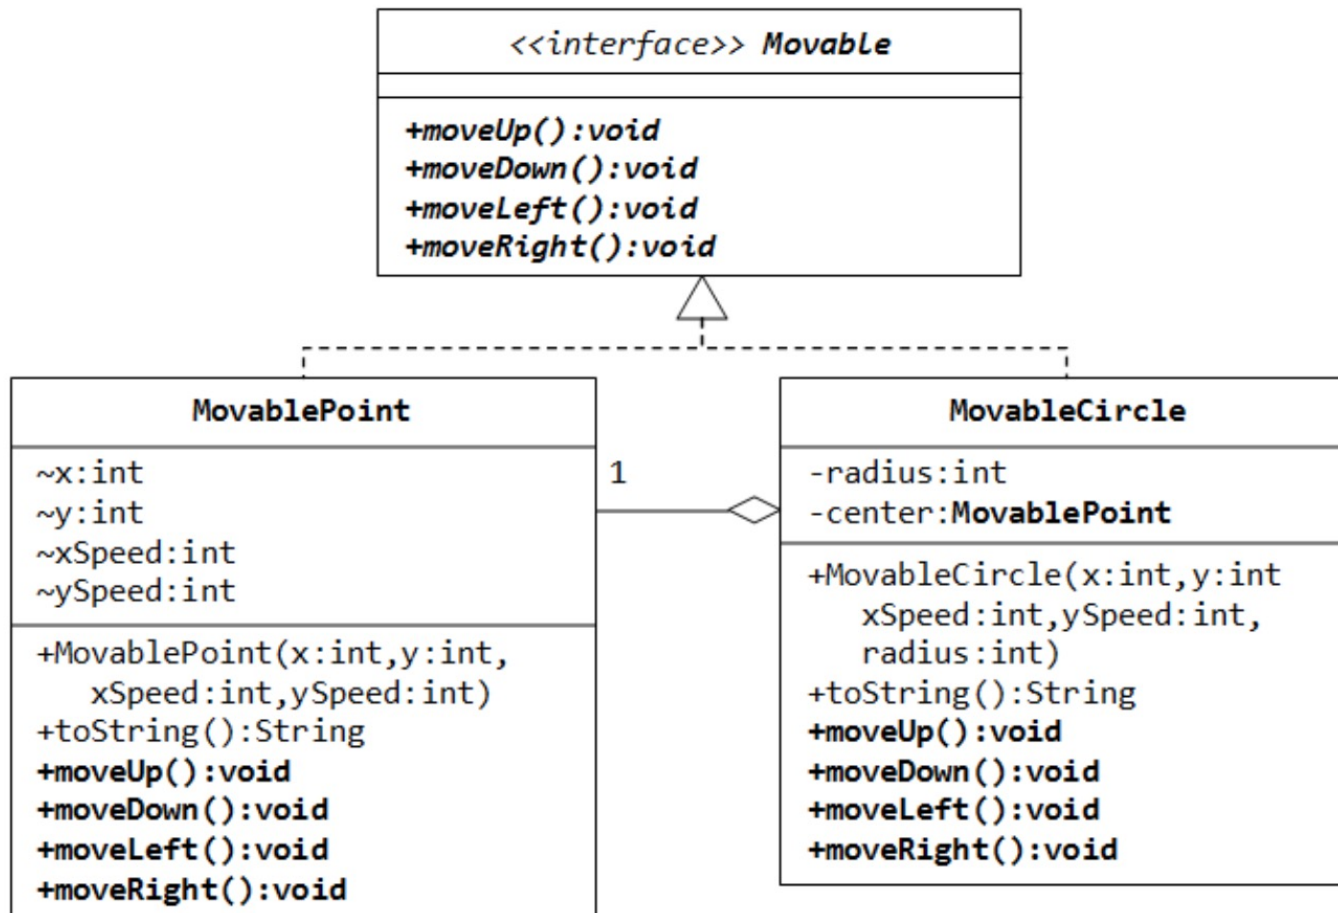 <<interface>> Movable
+moveUp():void
+moveDown():void
+moveLeft():void
+moveRight():void
MovablePoint
~x:int
~y:int
~xSpeed:int
~ySpeed:int
+MovablePoint(x:int,y:int,
xSpeed:int,ySpeed:int)
+toString():String
+moveUp():void
+moveDown():void
+moveLeft():void
+moveRight():void
1
MovableCircle
-radius:int
-center:MovablePoint
+MovableCircle(x:int,y:int
xSpeed:int,ySpeed:int,
radius:int)
+toString():String
+moveUp():void
+moveDown():void
+moveLeft():void
+moveRight():void